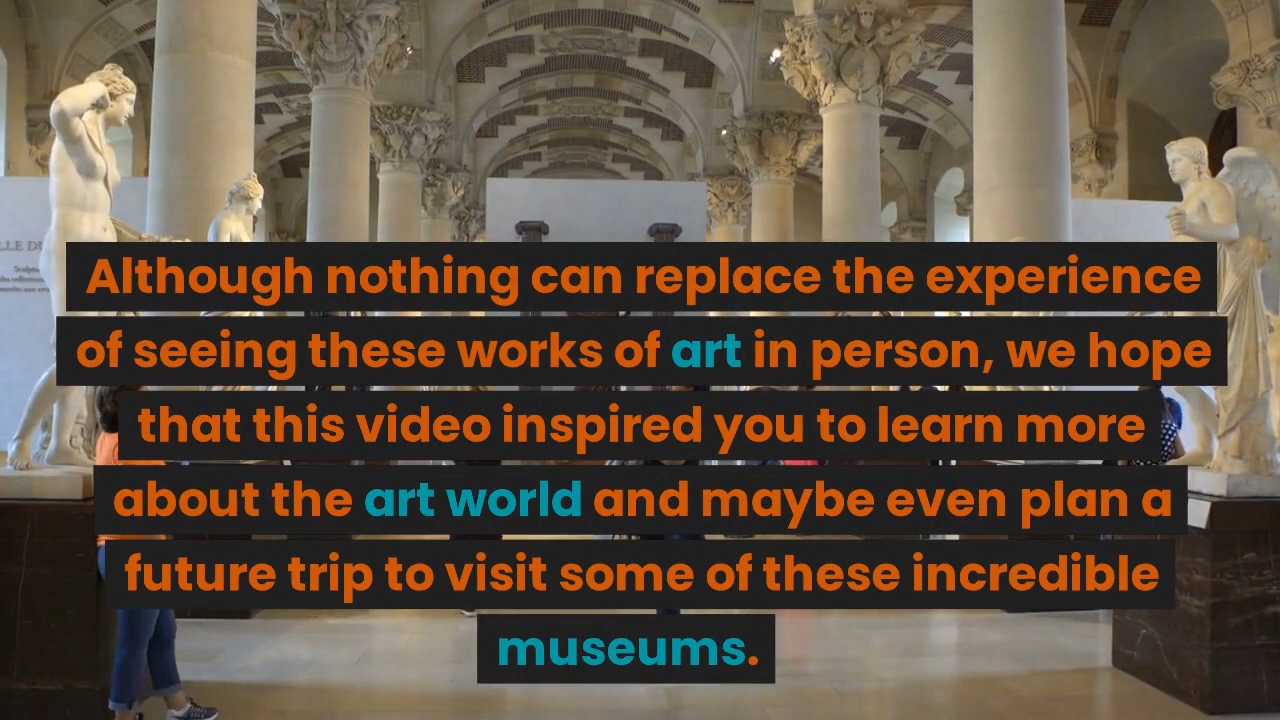 LLE DE
Although nothing can replace the experience
of seeing these works of art in person, we hope
that this video inspired you to learn more
about the art world and maybe even plan a
future trip to visit some of these incredible
museums.